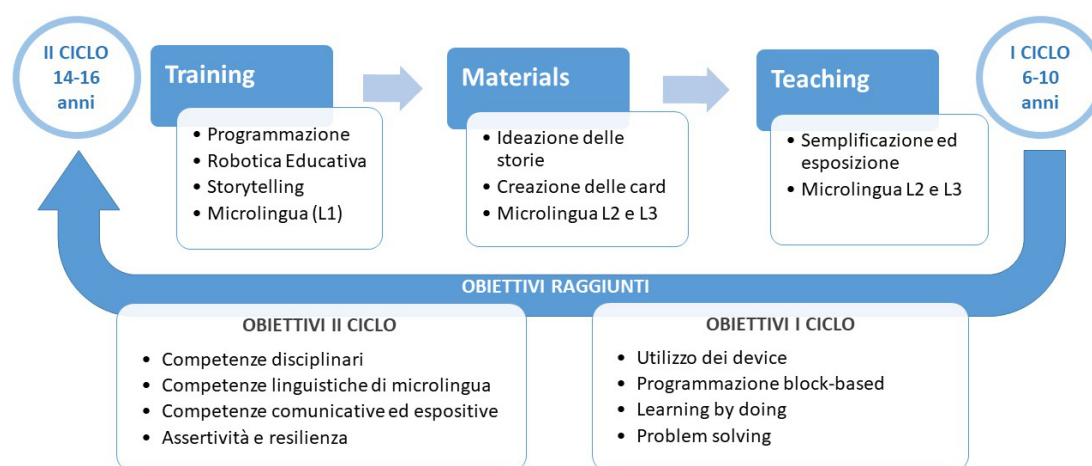 II CICLO
14-16
anni
Training
• Programmazione
• Robotica Educativa
• Storytelling
• Microlingua (L1)
Materials
• Ideazione delle
storie
• Creazione delle card
• Microlingua L2 e L3
Teaching
• Semplificazione ed
esposizione
• Microlingua L2 e L3
I CICLO
6-10
anni
OBIETTIVI RAGGIUNTI
OBIETTIVI II CICLO
• Competenze disciplinari
• Competenze linguistiche di microlingua
• Competenze comunicative ed espositive
• Assertività e resilienza
OBIETTIVI I CICLO
• Utilizzo dei device
• Programmazione block-based
• Learning by doing
• Problem solving